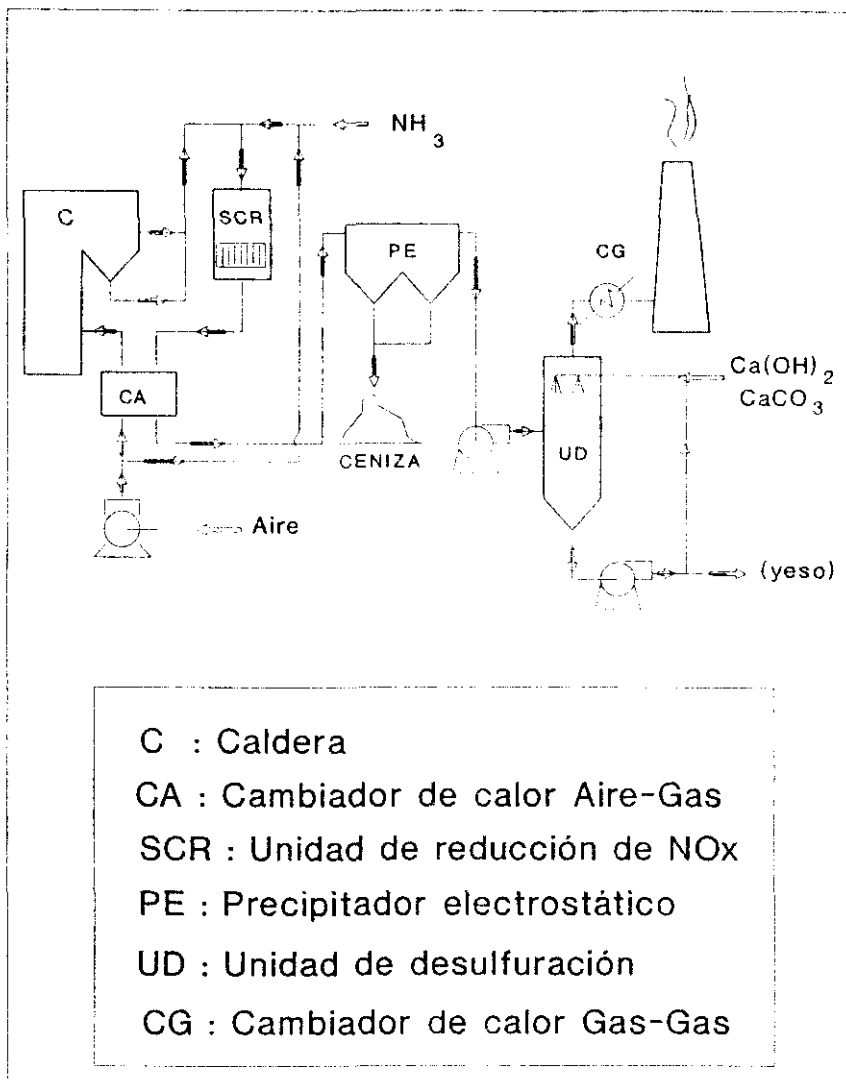 NH3
C
SCR
PE
CG
CA
Ca(OH)2
CaCO3
UD
CENIZA
Aire
(yeso)
C : Caldera
CA : Cambiador de calor Aire-Gas
SCR : Unidad de reducción de NOx
PE : Precipitador electrostático
UD : Unidad de desulfuración
CG : Cambiador de calor Gas-Gas